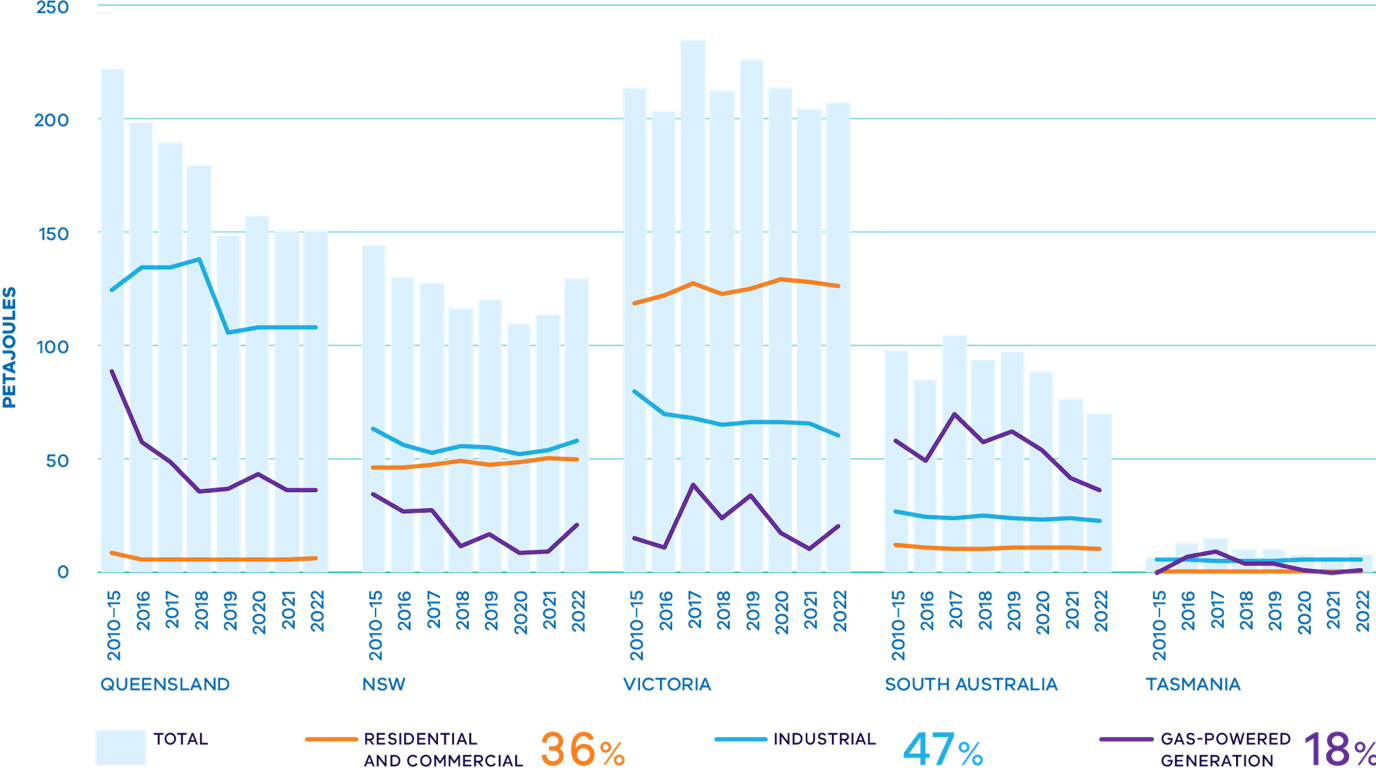 250
200
150
100
50
0
PETAJOULES
2010–15 2016 2017 2018 2019 2020 2021 2022
2010–15 2016 2017 2018 2019 2020 2021 2022
2010–15 2016 2017 2018 2019 2020 2021 2022
2010–15 2016 2017 2018 2019 2020 2021 2022
2010–15 2016 2017 2018 2019 2020 2021 2022
QUEENSLAND
NSW
VICTORIA
SOUTH AUSTRALIA
TASMANIA
TOTAL
RESIDENTIAL
AND COMMERCIAL
36%
INDUSTRIAL
47%
GAS-POWERED
GENERATION
18%